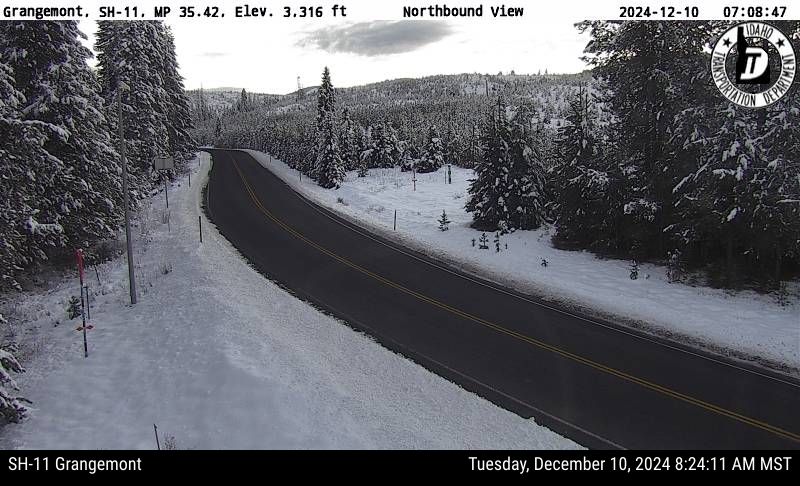 Grangemont, SH-11, MP 35.42, Elev. 3,316 ft Northbound View 2024-12-10 07:08:47
IDAHO TRANSPORTATION DEPARTMENT
SH-11 Grangemont Tuesday, December 10, 2024 8:24:11 AM MST